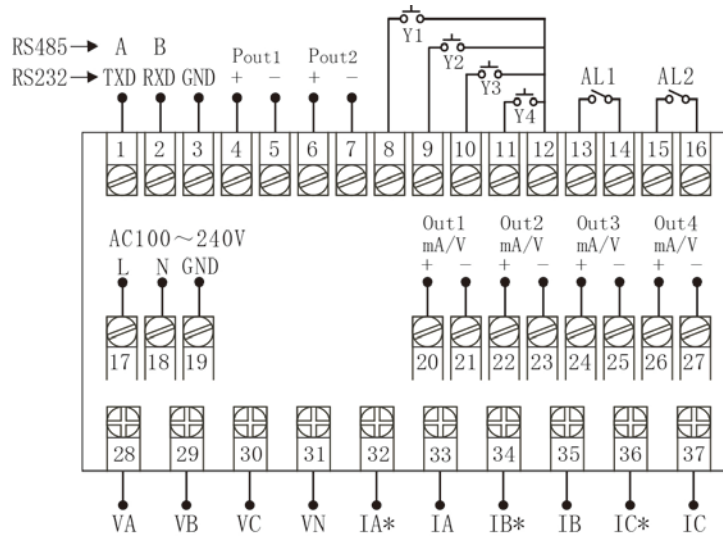 RS485→ A B
RS232→ TXD RXD GND
Pout1 Pout2
+ − + −
Y1
Y2
Y3
Y4
AL1 AL2
1 2 3 4 5 6 7 8 9 10 11 12 13 14 15 16
AC100～240V
L N GND
Out1 Out2 Out3 Out4
mA/V mA/V mA/V mA/V
+ − + − + − + −
17 18 19 20 21 22 23 24 25 26 27
28 29 30 31 32 33 34 35 36 37
VA VB VC VN IA* IA IB* IB IC* IC